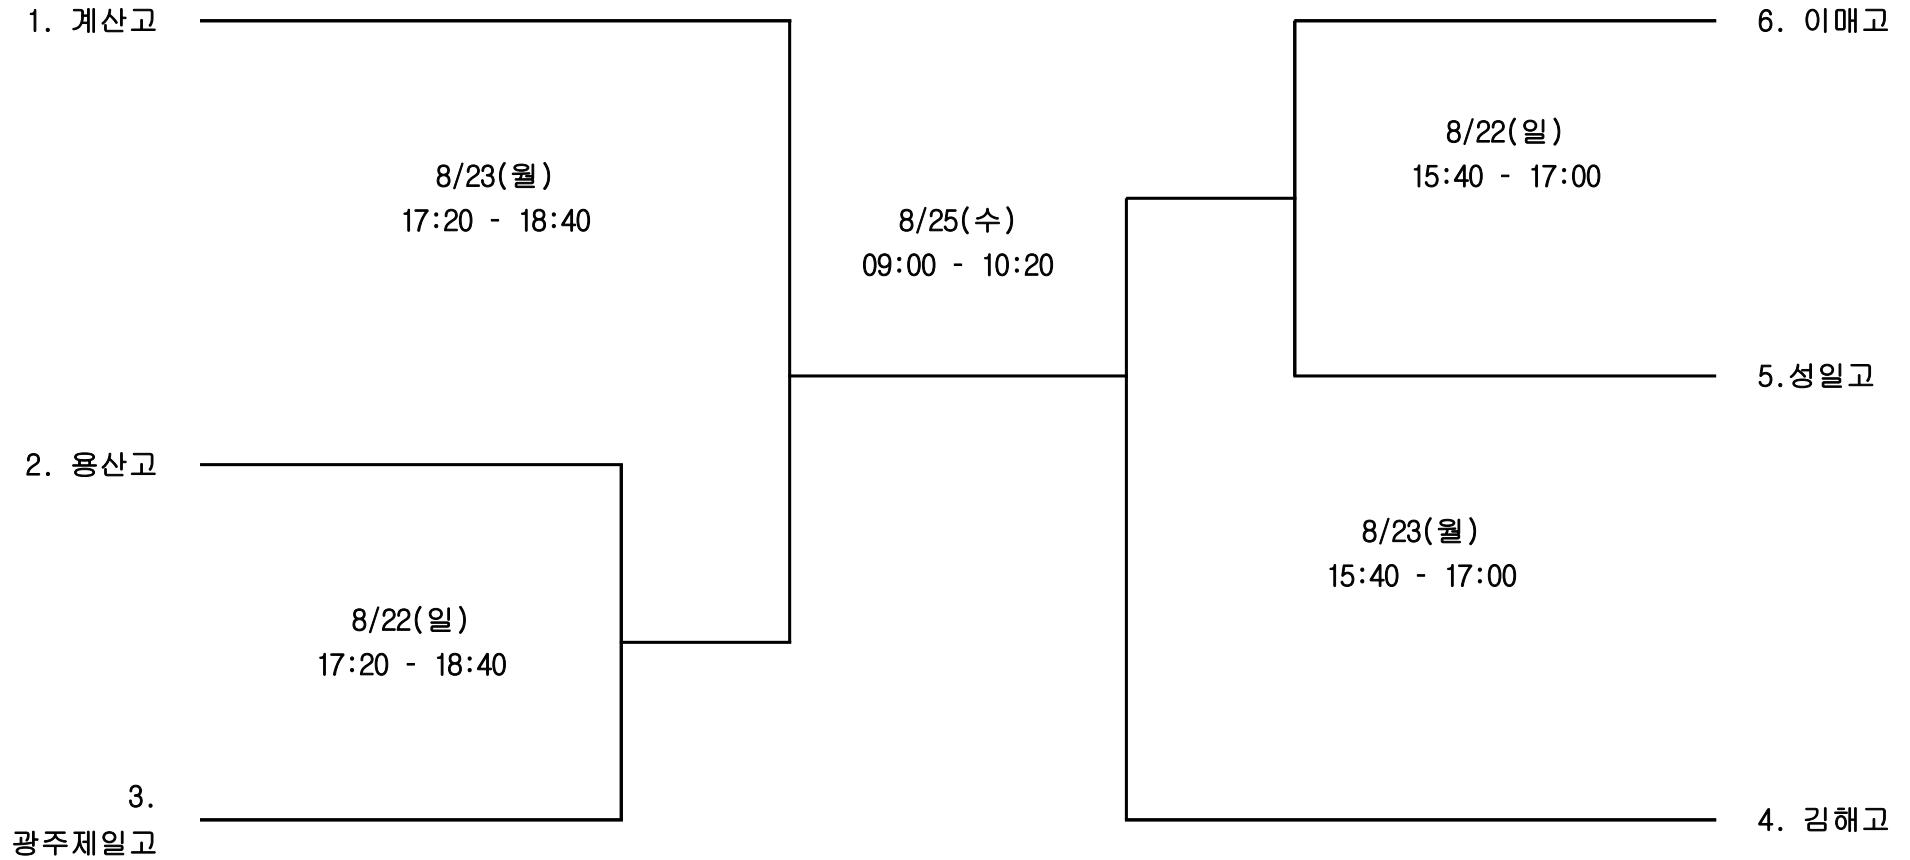 1. 계산고
6. 이매고
8/22(일)
15:40 - 17:00
8/23(월)
17:20 - 18:40
8/25(수)
09:00 - 10:20
5.성일고
2. 용산고
8/23(월)
15:40 - 17:00
8/22(일)
17:20 - 18:40
3.
광주제일고
4. 김해고